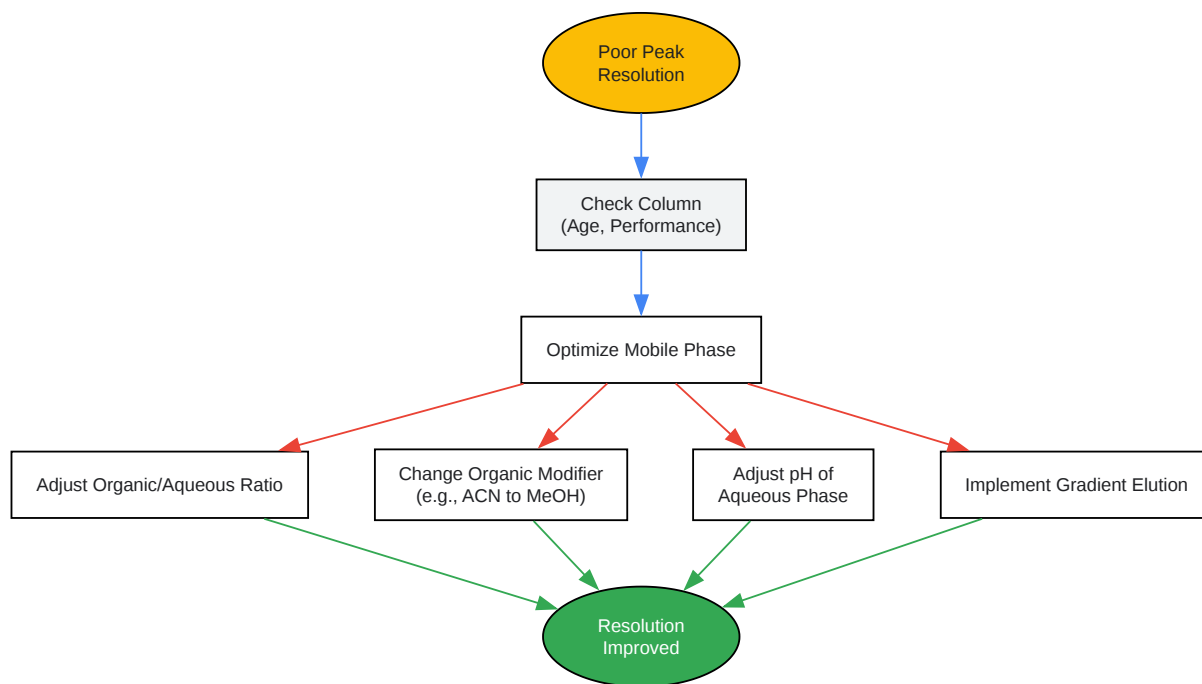 Poor Peak
Resolution
Check Column
(Age, Performance)
Optimize Mobile Phase
Adjust Organic/Aqueous Ratio
Change Organic Modifier
(e.g., ACN to MeOH)
Adjust pH of
Aqueous Phase
Implement Gradient Elution
Resolution
Improved